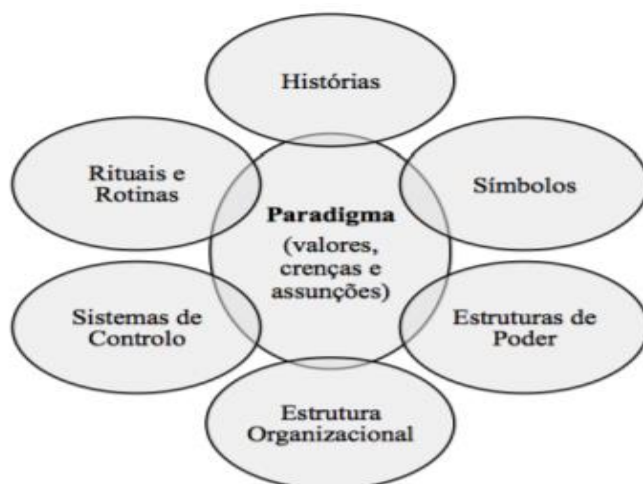 Histórias
Rituais e
Rotinas
Símbolos
Paradigma
(valores,
crenças e
assunções)
Sistemas de
Controlo
Estruturas de
Poder
Estrutura
Organizacional